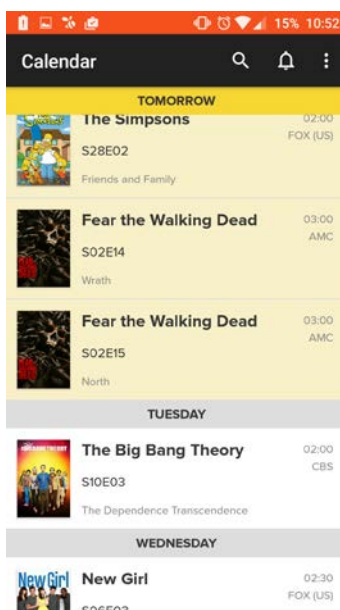 15% 10:52
Calendar
TOMORROW
The Simpsons 02:00
FOX (US)
S28E02
Friends and Family
Fear the Walking Dead 03:00
AMC
S02E14
Wrath
Fear the Walking Dead 03:00
AMC
S02E15
North
TUESDAY
The Big Bang Theory 02:00
CBS
S10E03
The Dependence Transcendence
WEDNESDAY
New Girl
New Girl 02:30
FOX (US)
S06E03